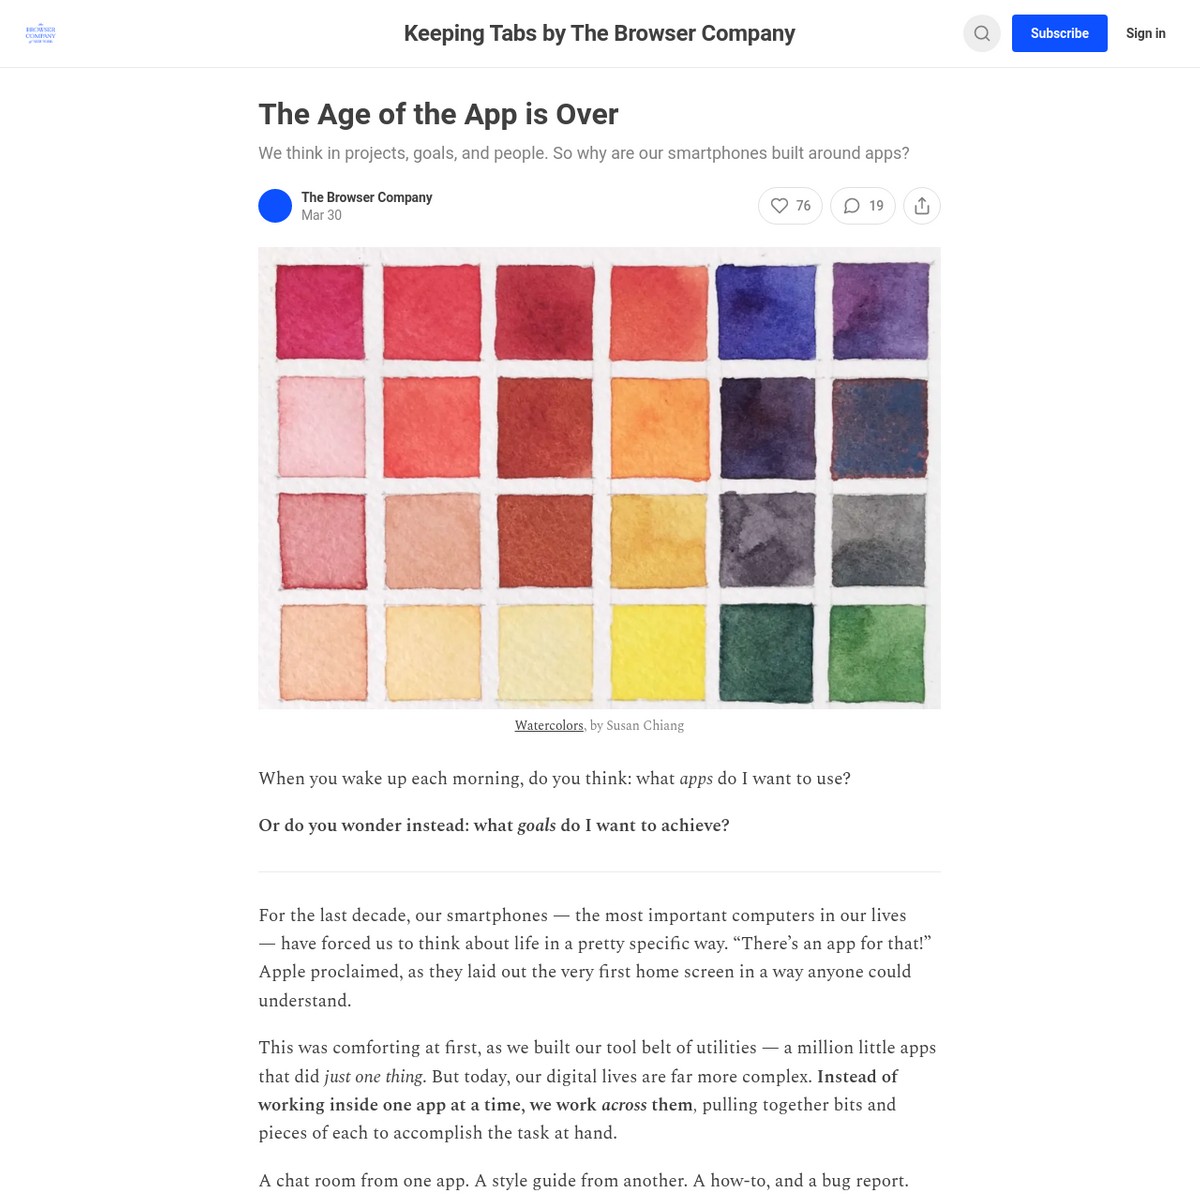 THE
BROWSER
COMPANY
of NEW YORK
Keeping Tabs by The Browser Company
Subscribe
Sign in
The Age of the App is Over
We think in projects, goals, and people. So why are our smartphones built around apps?
The Browser Company
Mar 30
76
19
Watercolors, by Susan Chiang
When you wake up each morning, do you think: what apps do I want to use?
Or do you wonder instead: what goals do I want to achieve?
For the last decade, our smartphones — the most important computers in our lives
— have forced us to think about life in a pretty specific way. “There’s an app for that!”
Apple proclaimed, as they laid out the very first home screen in a way anyone could
understand.
This was comforting at first, as we built our tool belt of utilities — a million little apps
that did just one thing. But today, our digital lives are far more complex. Instead of
working inside one app at a time, we work across them, pulling together bits and
pieces of each to accomplish the task at hand.
A chat room from one app. A style guide from another. A how-to, and a bug report.